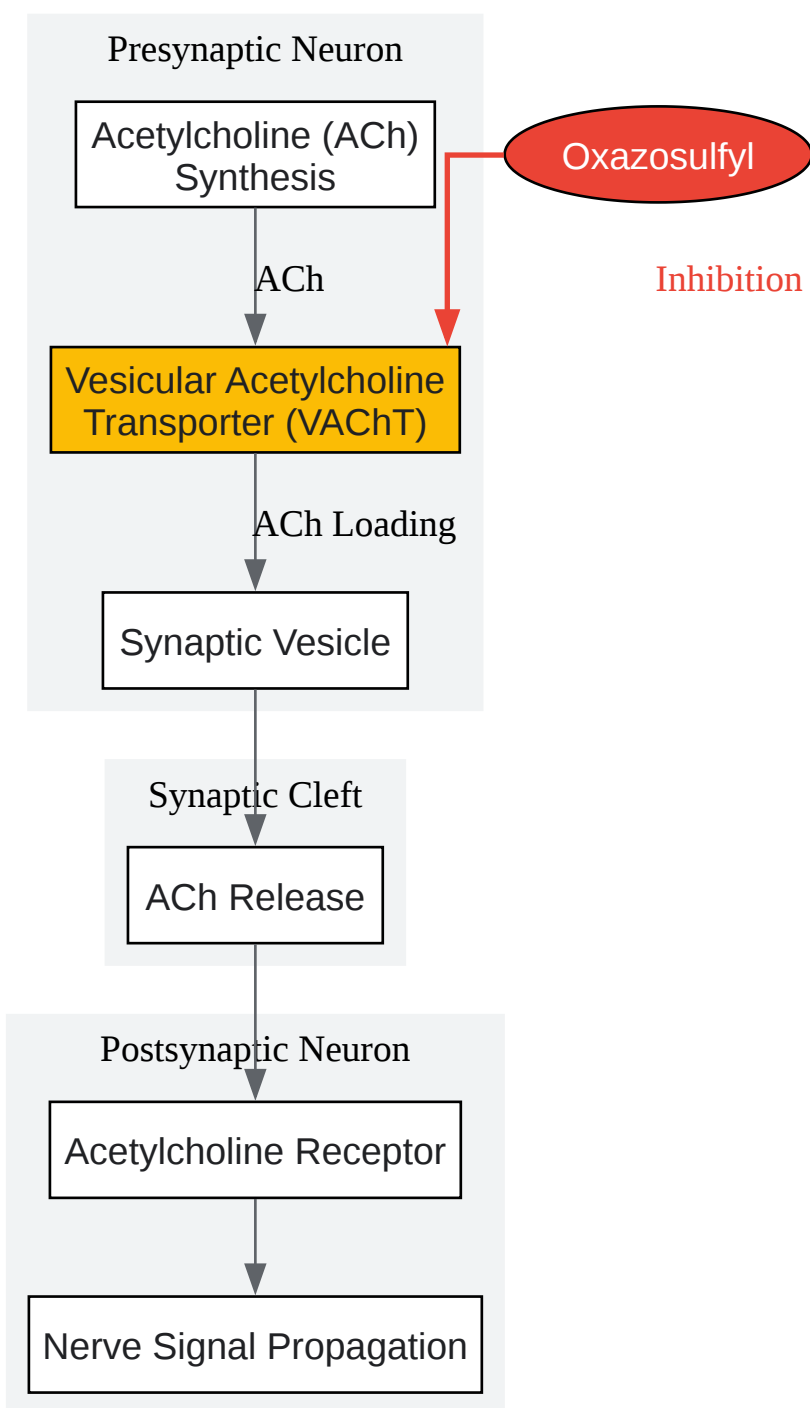 Presynaptic Neuron
Acetylcholine (ACh)
Synthesis
Oxazosulfyl
ACh
Inhibition
Vesicular Acetylcholine
Transporter (VAChT)
ACh Loading
Synaptic Vesicle
Synaptic Cleft
ACh Release
Postsynaptic Neuron
Acetylcholine Receptor
Nerve Signal Propagation